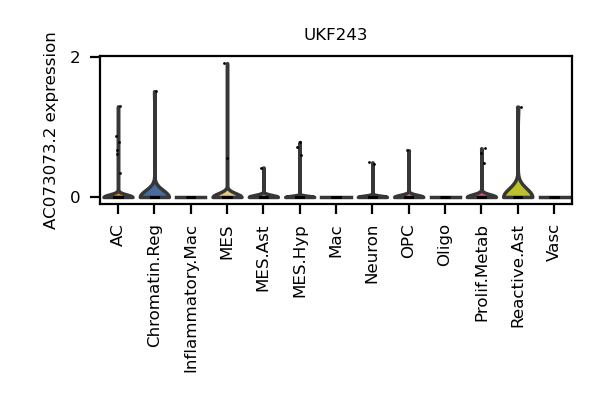 UKF243
AC073073.2 expression
2
0
AC
Chromatin.Reg
Inflammatory.Mac
MES
MES.Ast
MES.Hyp
Mac
Neuron
OPC
Oligo
Prolif.Metab
Reactive.Ast
Vasc